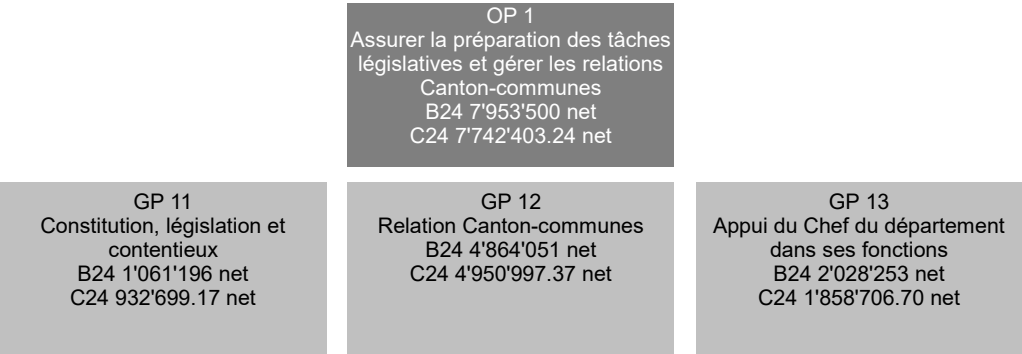 OP 1
Assurer la préparation des tâches
législatives et gérer les relations
Canton-communes
B24 7'953'500 net
C24 7'742'403.24 net
GP 11
Constitution, législation et
contentieux
B24 1'061'196 net
C24 932'699.17 net
GP 12
Relation Canton-communes
B24 4'864'051 net
C24 4'950'997.37 net
GP 13
Appui du Chef du département
dans ses fonctions
B24 2'028'253 net
C24 1'858'706.70 net